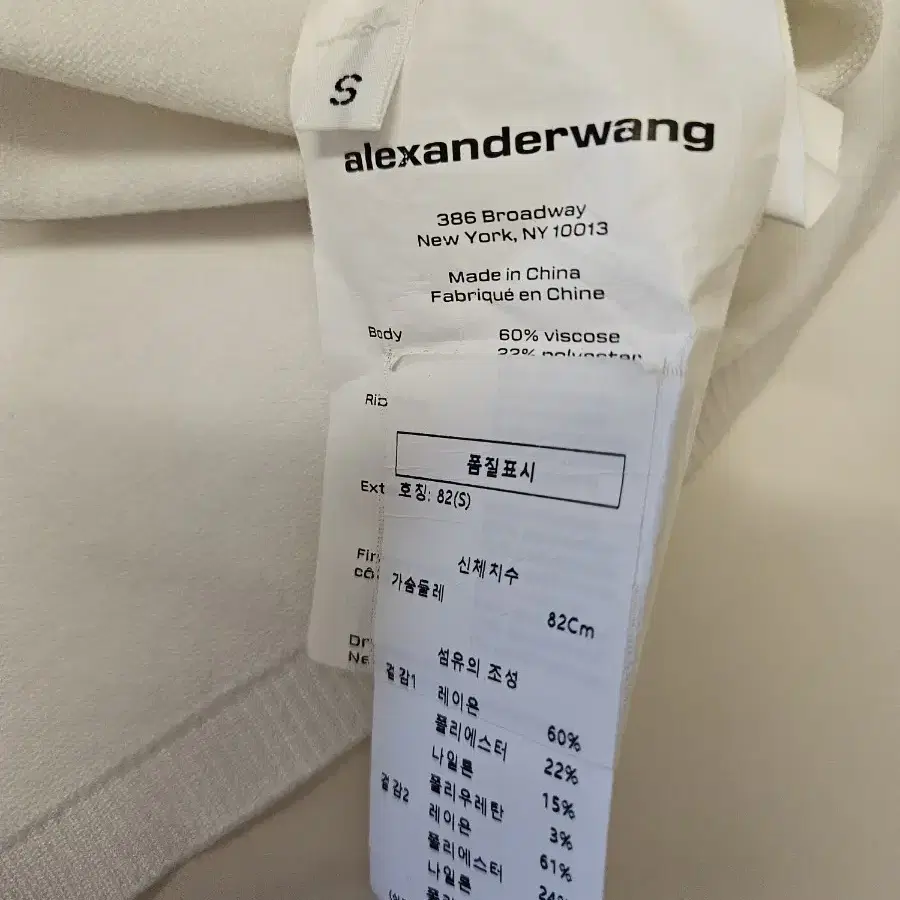 S
alexanderwang
386 Broadway
New York, NY 10013
Made in China
Fabriqué en Chine
Body 60% viscose
22% polyester
Rib
Ext
품질표시
호칭: 82(S)
신체치수
가슴둘레
82Cm
섬유의 조성
겉감1 레이온 60%
폴리에스터 22%
나일론 15%
폴리우레탄 3%
겉감2 레이온 61%
폴리에스터 24%
나일론